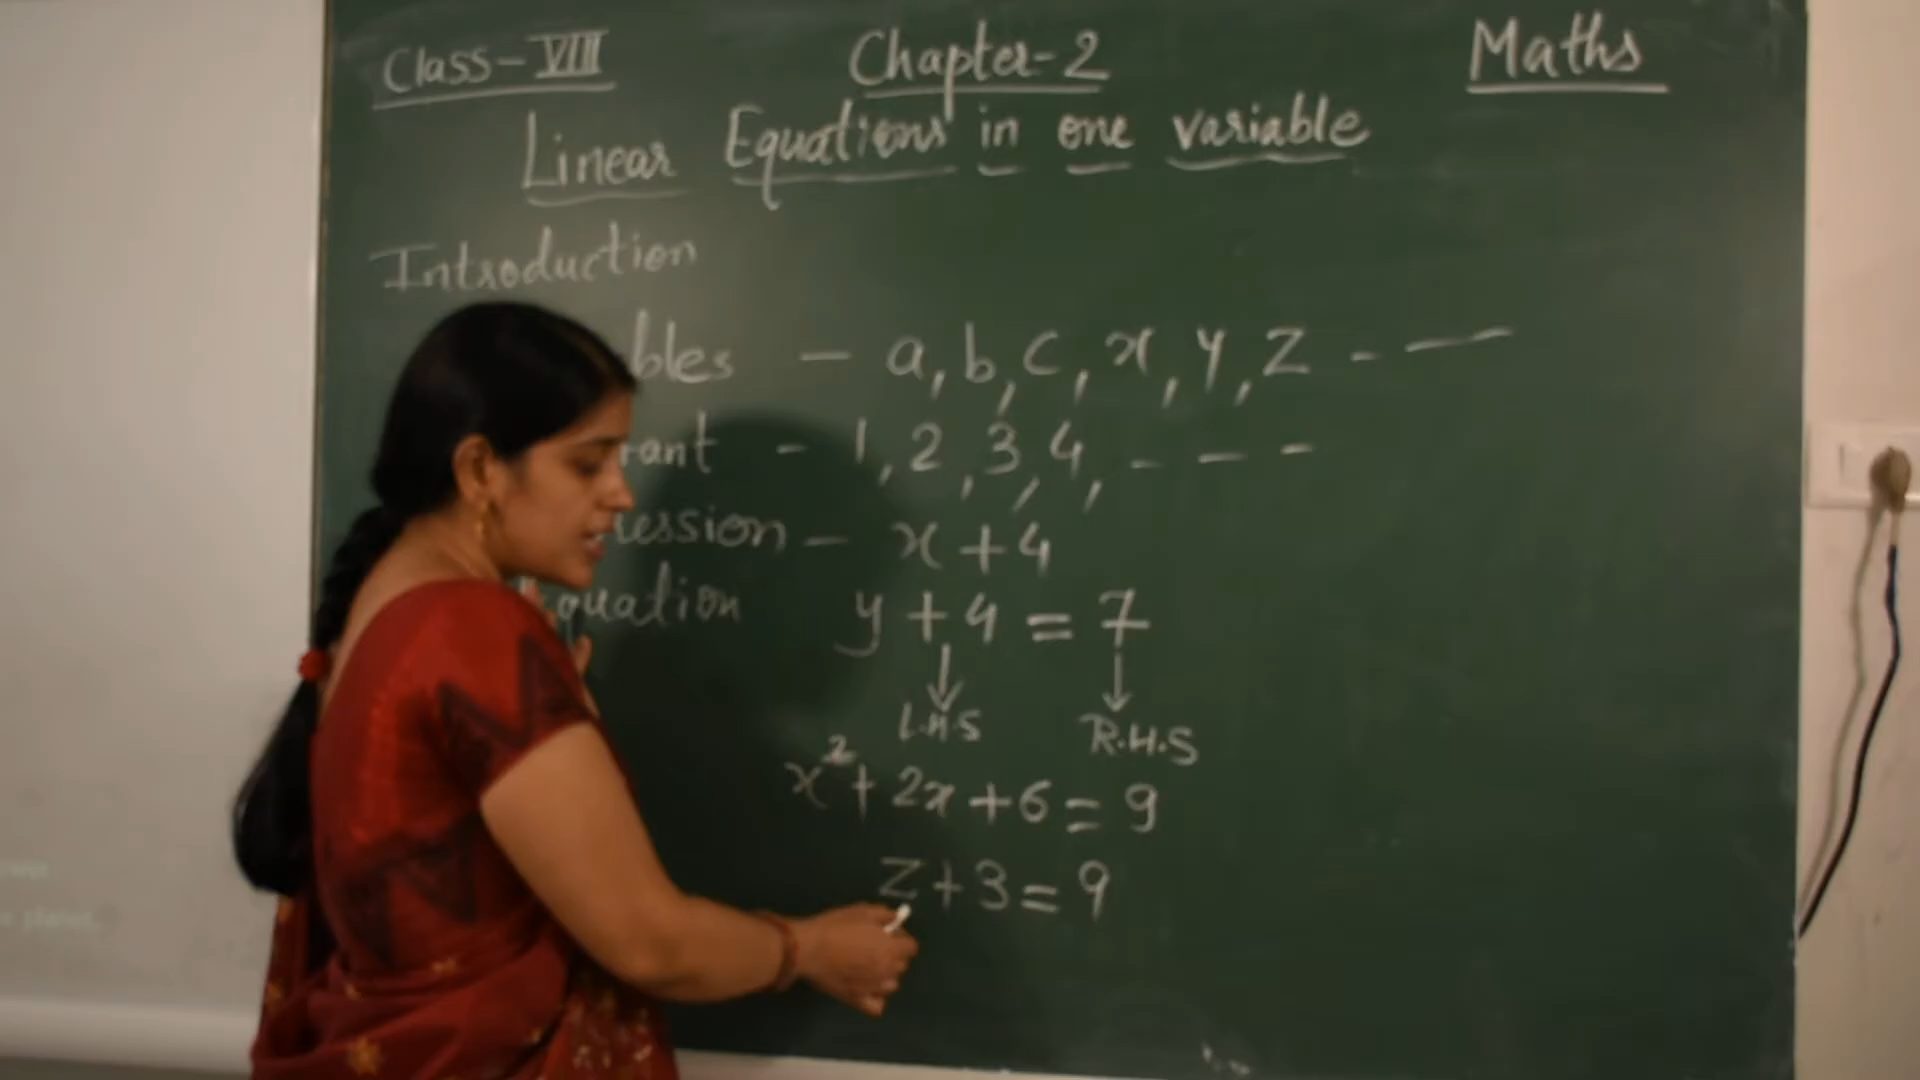 Class-VIII Chapter-2 Maths
Linear Equations in one variable
Introduction
bles - a, b, c, x, y, z - —
ant - 1, 2, 3, 4, - - -
ession - x + 4
quation y + 4 = 7
L.H.S R.H.S
x² + 2x + 6 = 9
z + 3 = 9